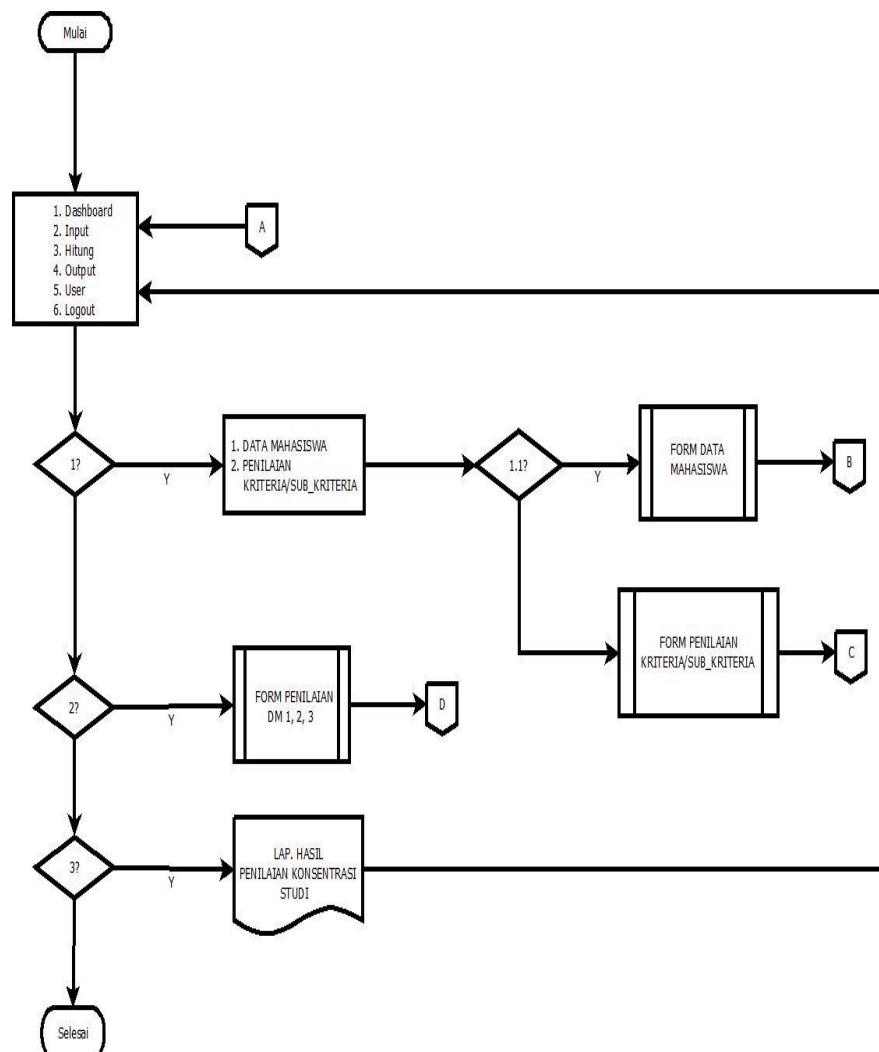 Mulai
1. Dashboard
2. Input
3. Hitung
4. Output
5. User
6. Logout
A
1?
Y
1. DATA MAHASISWA
2. PENILAIAN
KRITERIA/SUB_KRITERIA
1.1?
Y
FORM DATA
MAHASISWA
B
FORM PENILAIAN
KRITERIA/SUB_KRITERIA
C
2?
Y
FORM PENILAIAN
DM 1, 2, 3
D
3?
Y
LAP. HASIL
PENILAIAN KONSENTRASI
STUDI
Selesai